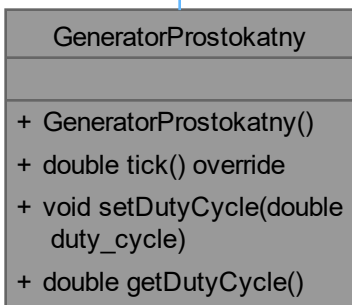 GeneratorProstokatny
+ GeneratorProstokatny()
+ double tick() override
+ void setDutyCycle(double
duty_cycle)
+ double getDutyCycle()